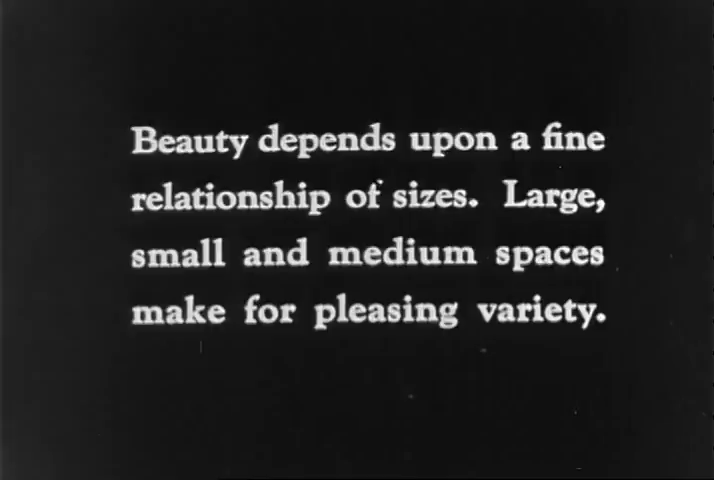 Beauty depends upon a fine
relationship of sizes. Large,
small and medium spaces
make for pleasing variety.